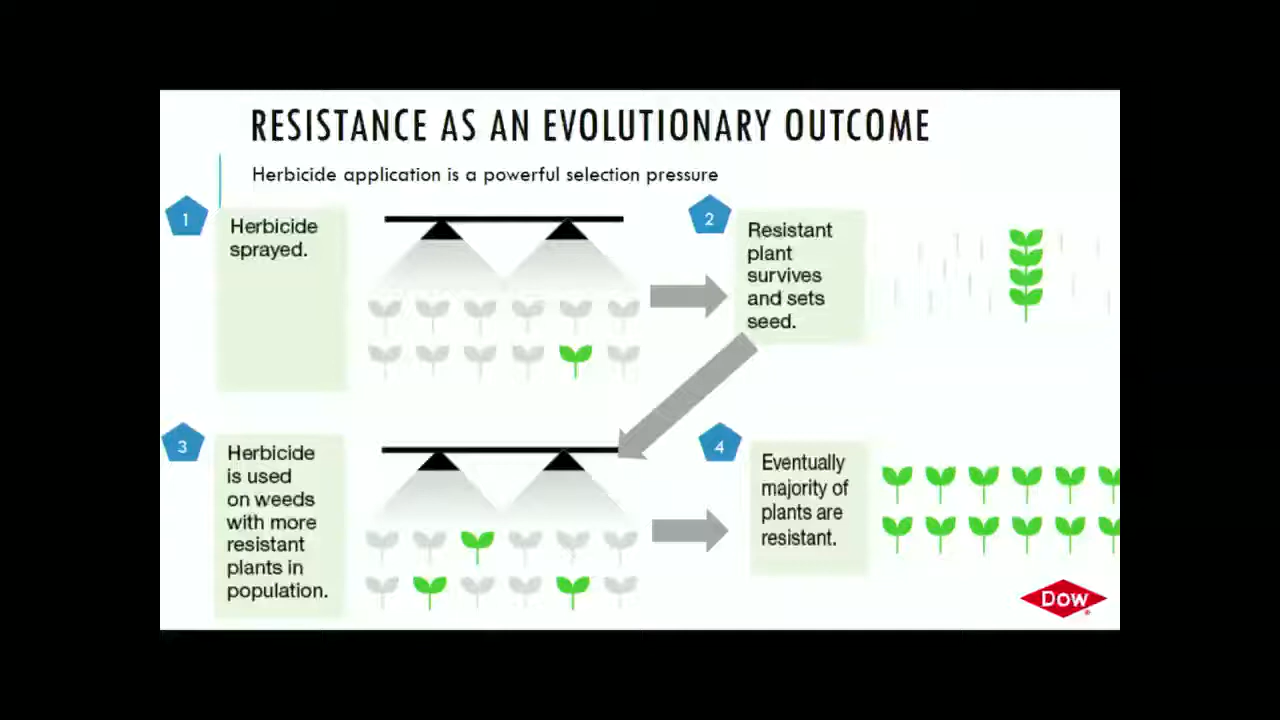 RESISTANCE AS AN EVOLUTIONARY OUTCOME
Herbicide application is a powerful selection pressure
1
Herbicide
sprayed.
2
Resistant
plant
survives
and sets
seed.
3
Herbicide
is used
on weeds
with more
resistant
plants in
population.
4
Eventually
majority of
plants are
resistant.
Dow